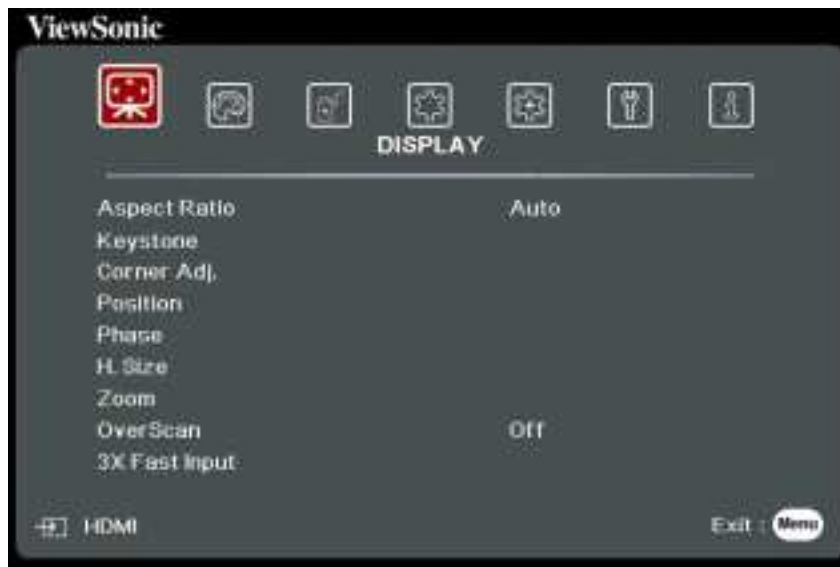 ViewSonic
DISPLAY
Aspect Ratio Auto
Keystone
Corner Adj.
Position
Phase
H. Size
Zoom
OverScan Off
3X Fast Input
HDMI Exit : Menu